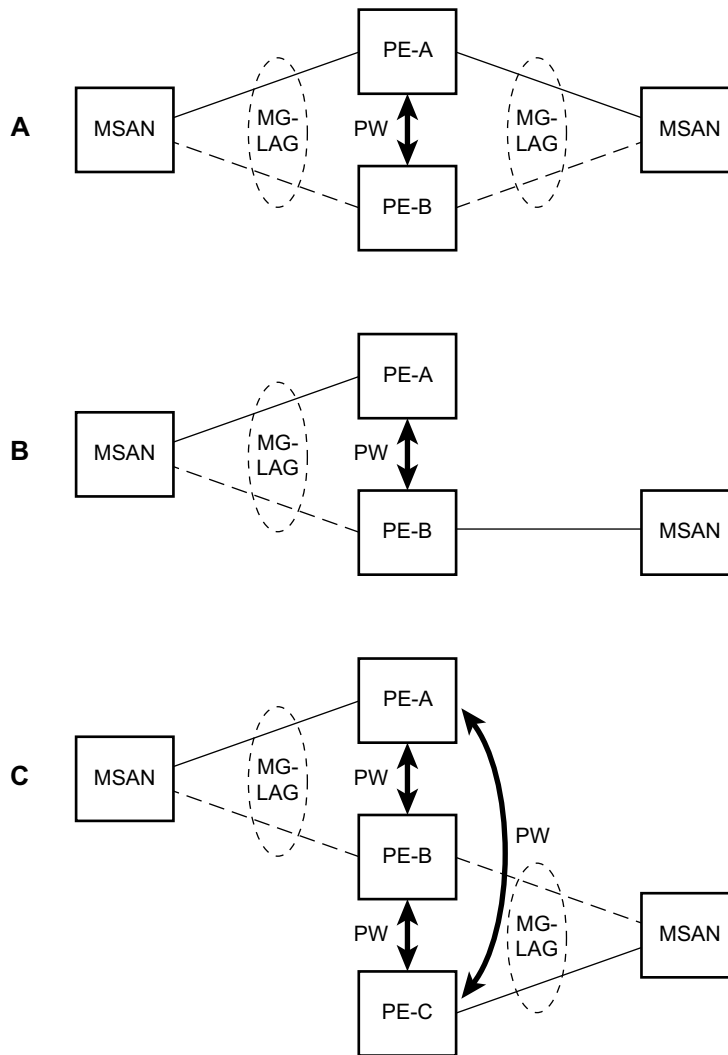 PE-A
MG-
LAG
MG-
LAG
A
MSAN
PW
MSAN
PE-B
PE-A
B
MSAN
MG-
LAG
PW
PE-B
MSAN
PE-A
C
MSAN
MG-
LAG
PW
PW
PE-B
MG-
LAG
MSAN
PW
PE-C